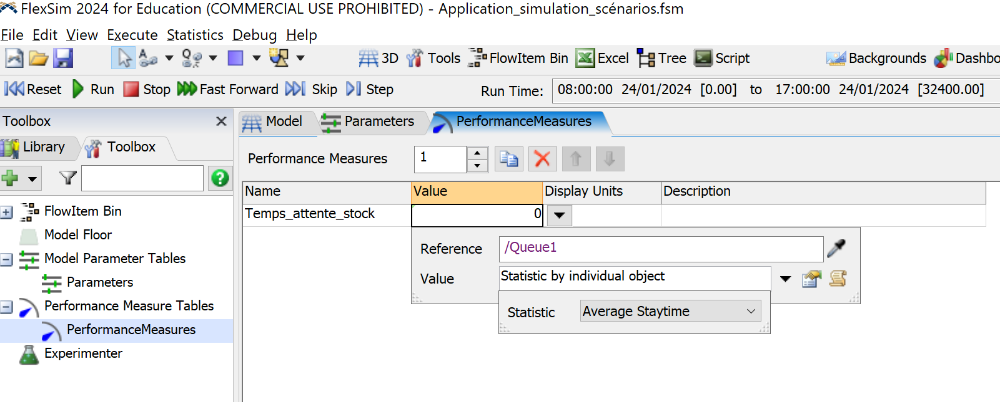 FlexSim 2024 for Education (COMMERCIAL USE PROHIBITED) - Application_simulation_scénarios.fsm
File Edit View Execute Statistics Debug Help
3D Tools FlowItem Bin Excel Tree Script Backgrounds Dashbo
Reset Run Stop Fast Forward Skip Step Run Time: 08:00:00 24/01/2024 [0.00] to 17:00:00 24/01/2024 [32400.00]
Toolbox
Model Parameters PerformanceMeasures
Library Toolbox
Performance Measures 1
Name Value Display Units Description
FlowItem Bin
Temps_attente_stock 0
Model Floor
Reference /Queue1
Model Parameter Tables
Value Statistic by individual object
Parameters
Performance Measure Tables
Statistic Average Staytime
PerformanceMeasures
Experimenter